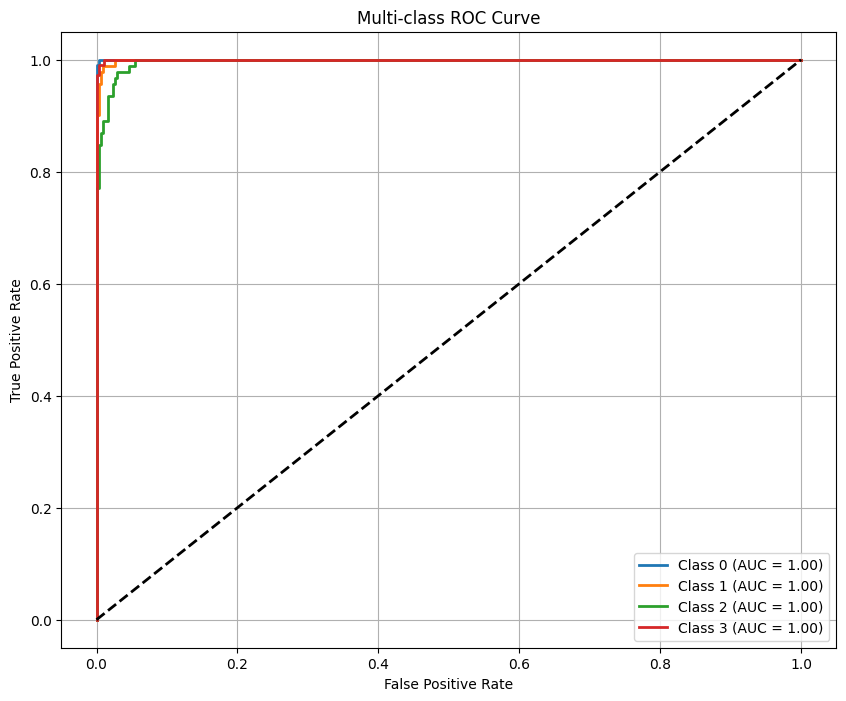 Multi-class ROC Curve
True Positive Rate
1.0
0.8
0.6
0.4
0.2
0.0
0.0 0.2 0.4 0.6 0.8 1.0
False Positive Rate
Class 0 (AUC = 1.00)
Class 1 (AUC = 1.00)
Class 2 (AUC = 1.00)
Class 3 (AUC = 1.00)